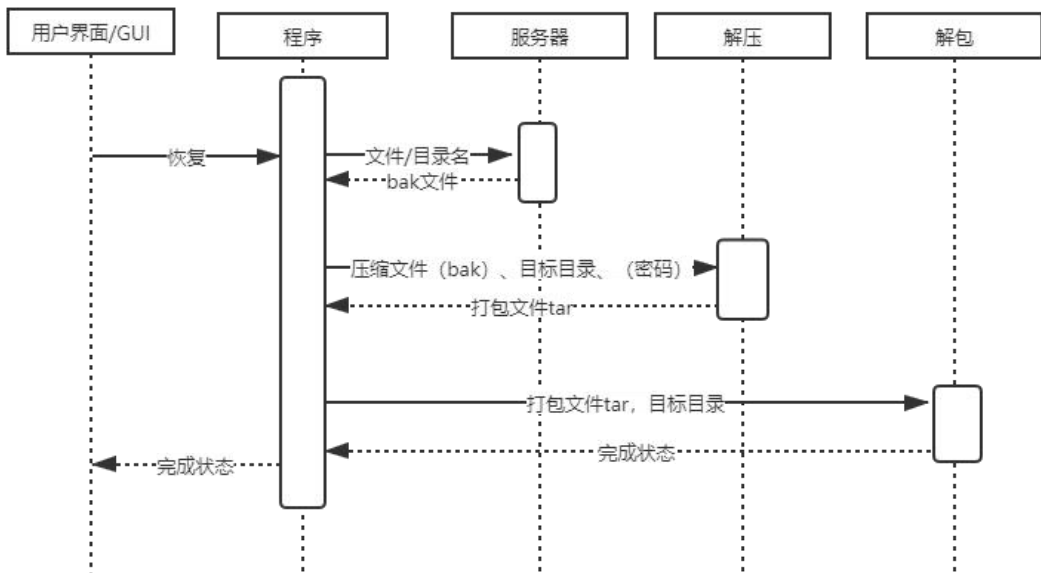 用户界面/GUI
程序
服务器
解压
解包
恢复
文件/目录名
bak文件
压缩文件（bak）、目标目录、（密码）
打包文件tar
打包文件tar，目标目录
完成状态
完成状态